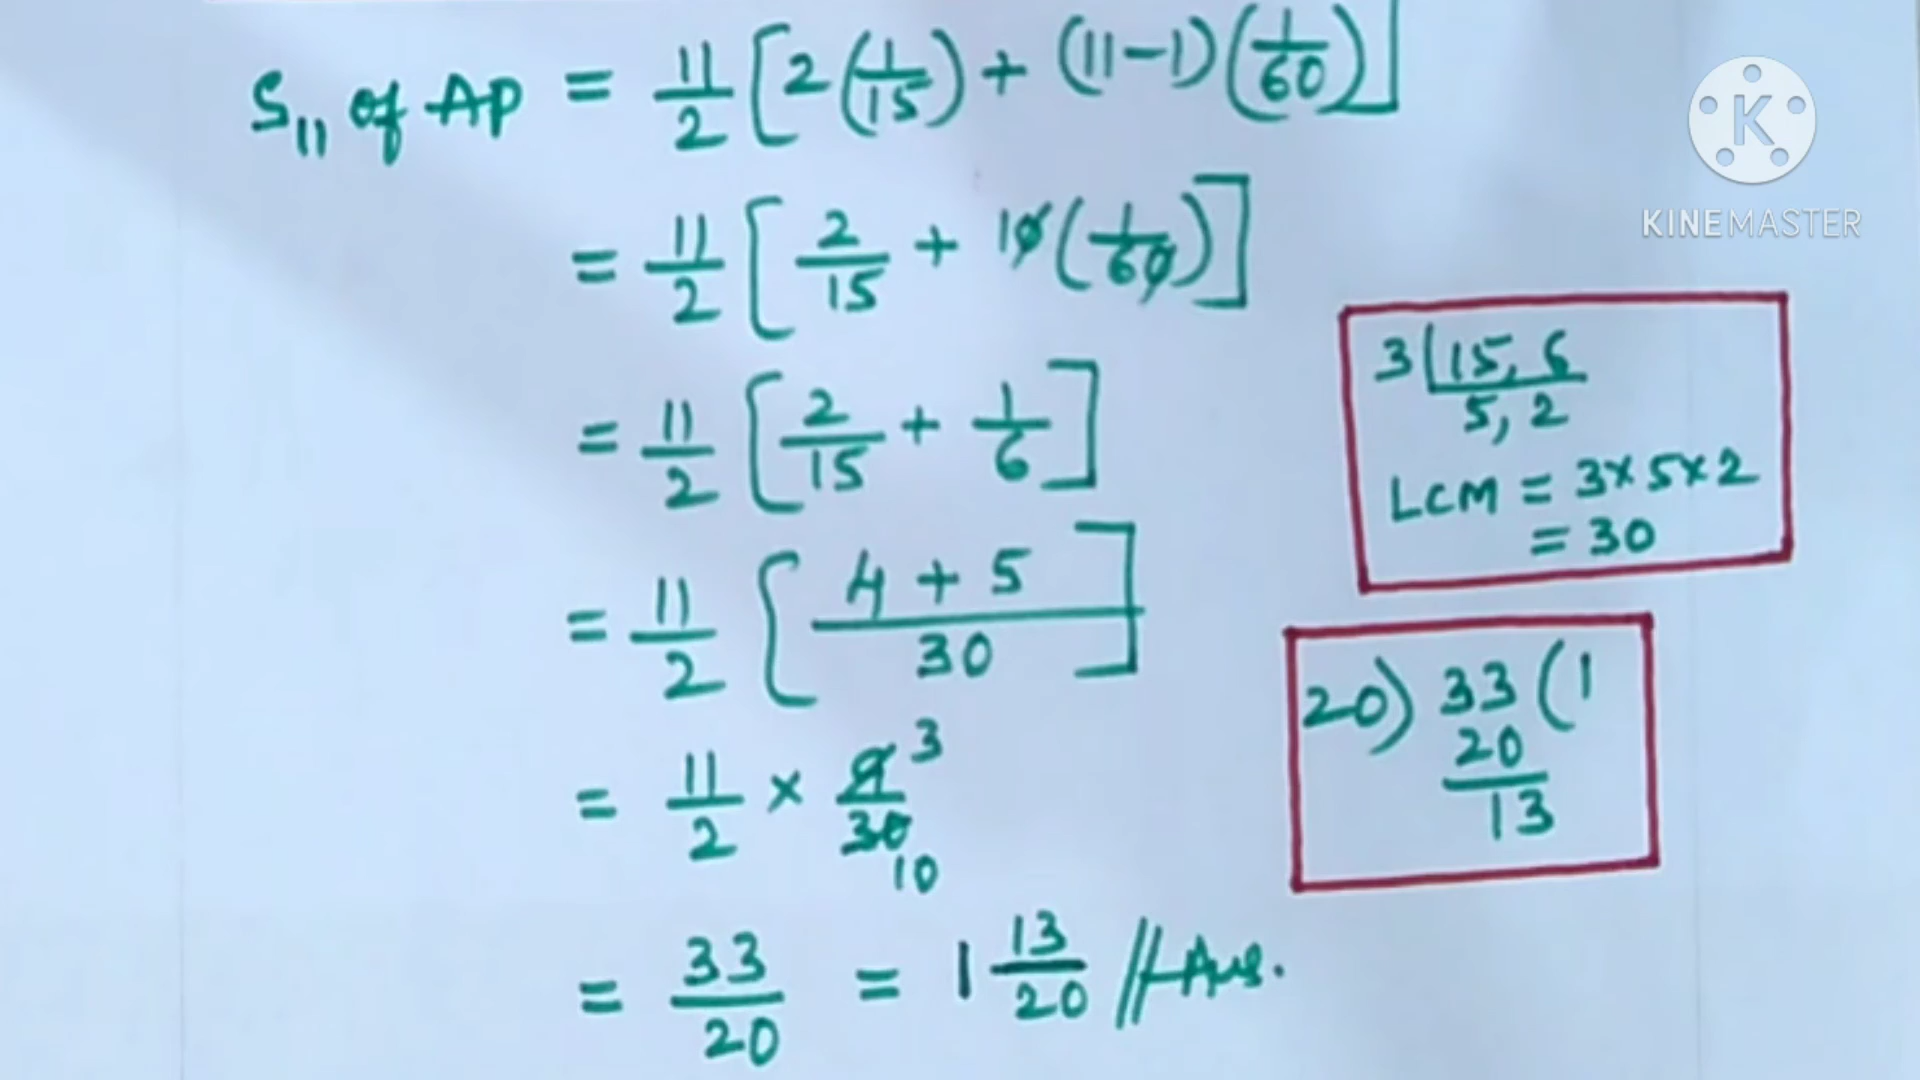 S₁₁ of AP = 11/2 [2(1/15) + (11-1)(1/60)]
= 11/2 [2/15 + 10(1/60)]
= 11/2 [2/15 + 1/6]
= 11/2 [4 + 5/30]
= 11/2 × 9/30 3 10
= 33/20 = 1 13/20 // Ans.
3 | 15, 6
5, 2
LCM = 3×5×2
= 30
20) 33 (1
20
13
K
KINEMASTER